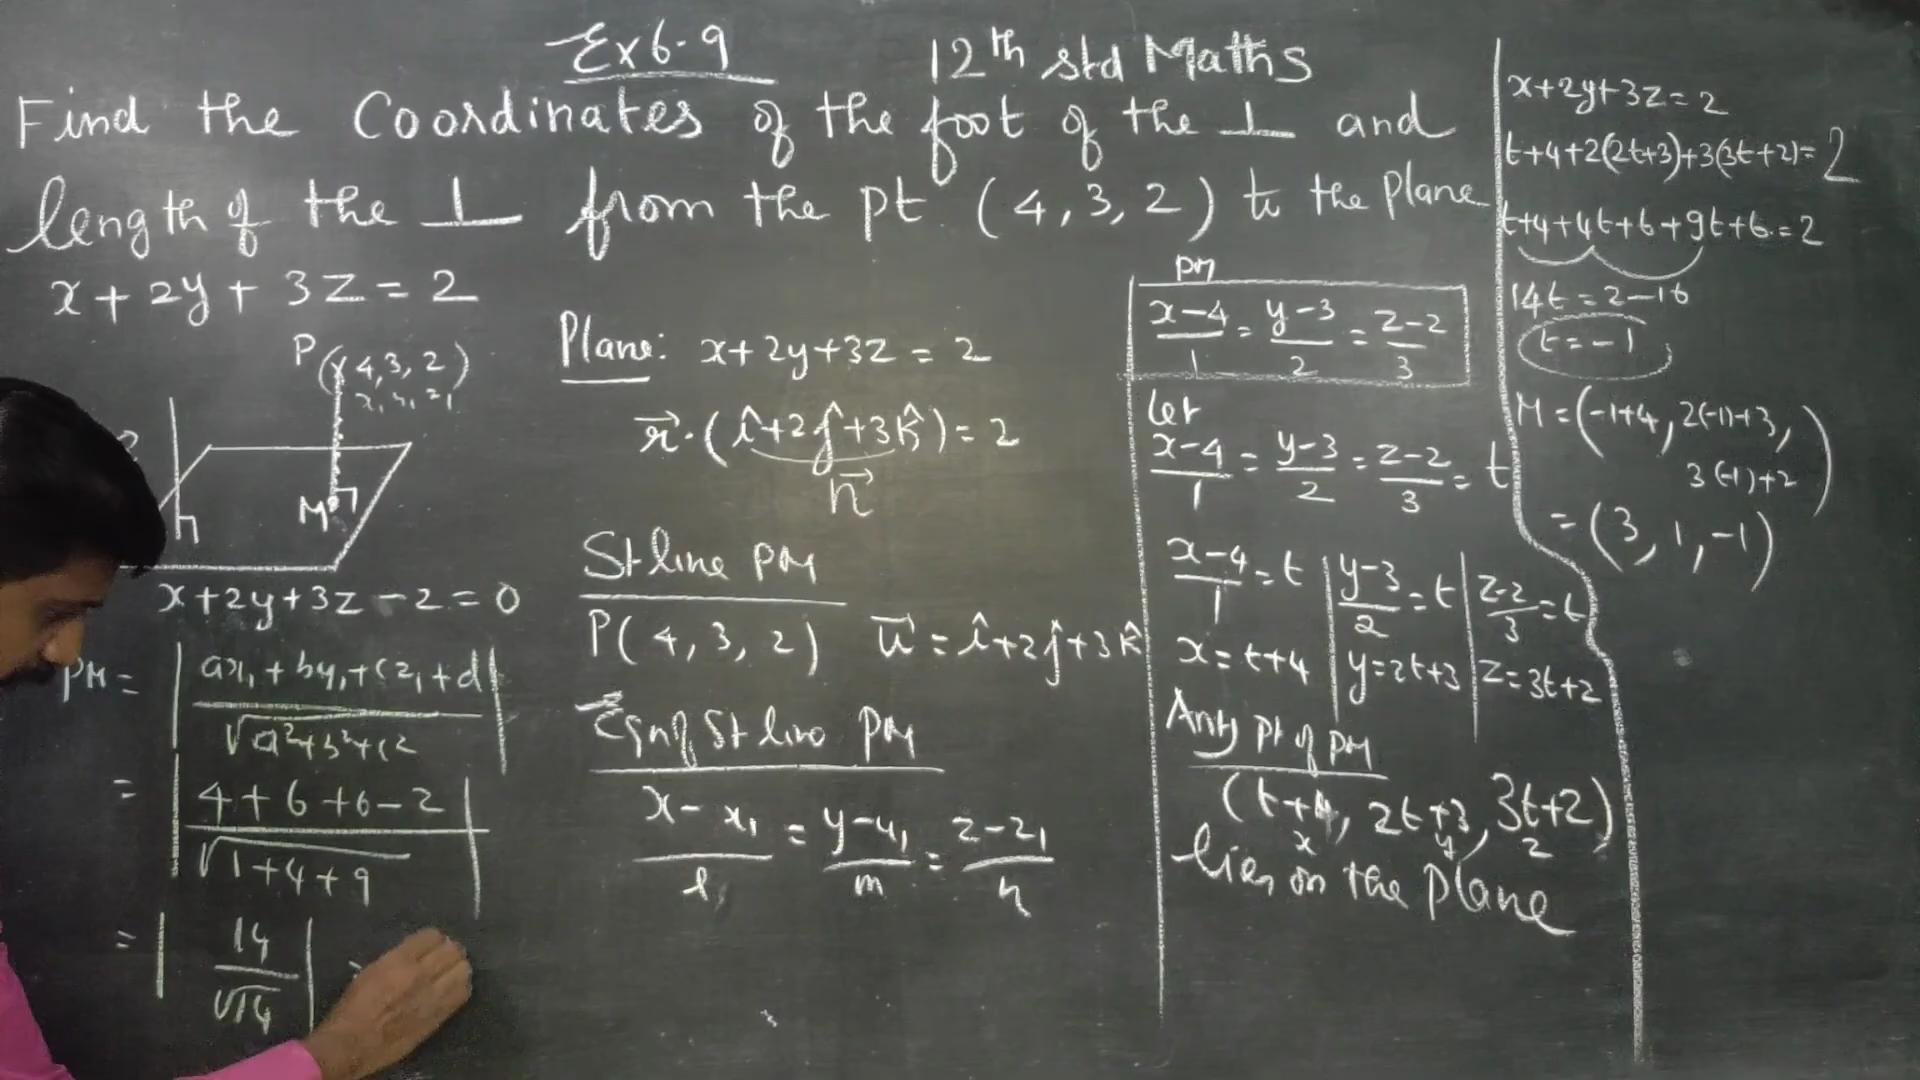 Ex 6.9 12th std Maths
Find the Coordinates of the foot of the ⊥ and
length of the ⊥ from the pt (4, 3, 2) to the Plane
x + 2y + 3z = 2
P (4, 3, 2)
x₁ y₁ z₁
M
x + 2y + 3z - 2 = 0
PM = | ax₁ + by₁ + cz₁ + d / √a² + b² + c² |
= | 4 + 6 + 6 - 2 / √1 + 4 + 9 |
= | 14 / √14 | =
Plane: x + 2y + 3z = 2
r⃗ · (î + 2ĵ + 3k̂) = 2
n⃗
St line PM
P(4, 3, 2) u⃗ = î + 2ĵ + 3k̂
Eqn of St line PM
x - x₁ / l = y - y₁ / m = z - z₁ / n
PM
x - 4 / 1 = y - 3 / 2 = z - 2 / 3
Let
x - 4 / 1 = y - 3 / 2 = z - 2 / 3 = t
x - 4 / 1 = t | y - 3 / 2 = t | z - 2 / 3 = t
x = t + 4 | y = 2t + 3 | z = 3t + 2
Any pt of PM
(t + 4, 2t + 3, 3t + 2)
x y z
lies on the Plane
x + 2y + 3z = 2
t + 4 + 2(2t + 3) + 3(3t + 2) = 2
t + 4 + 4t + 6 + 9t + 6 = 2
14t = 2 - 16
t = -1
M = (-1 + 4, 2(-1) + 3,
3(-1) + 2)
= (3, 1, -1)